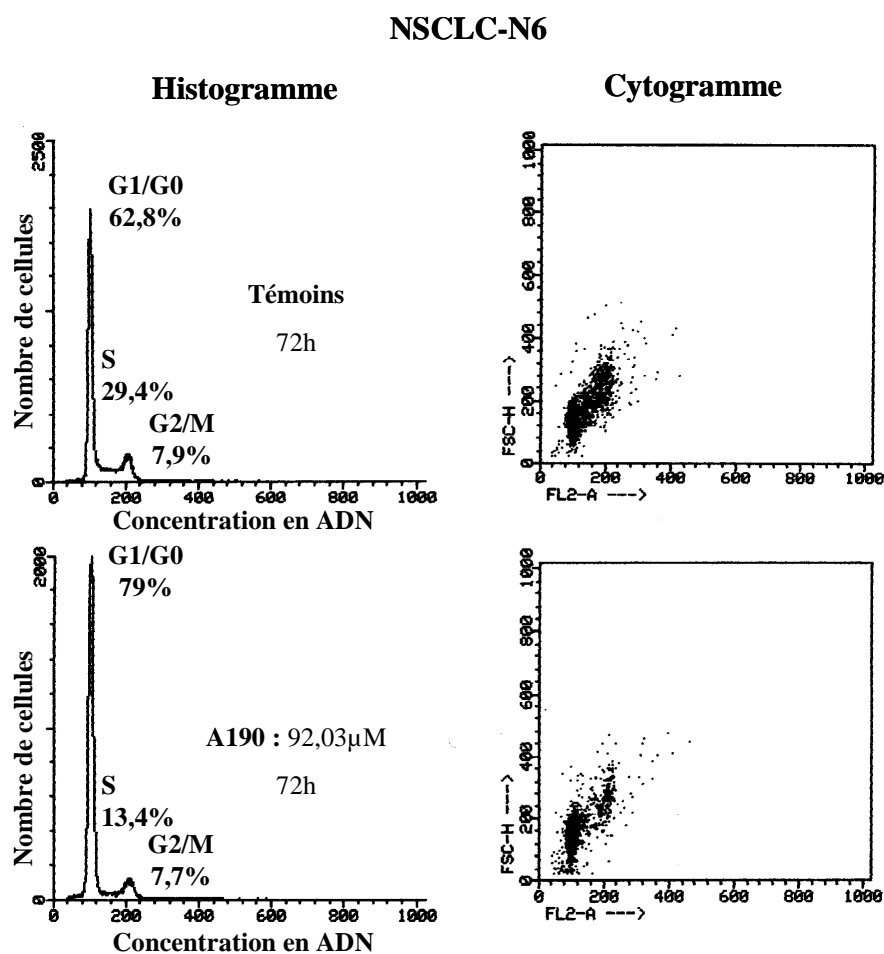 NSCLC-N6
Histogramme
Cytogramme
2500
Nombre de cellules
G1/G0
62,8%
Témoins
72h
S
29,4%
G2/M
7,9%
0
0 200 400 600 800 1000
Concentration en ADN
1000
800
600
400
200
0
FSC-H --->
0 200 400 600 800 1000
FL2-A --->
2000
Nombre de cellules
G1/G0
79%
A190 : 92,03µM
72h
S
13,4%
G2/M
7,7%
0
0 200 400 600 800 1000
Concentration en ADN
1000
800
600
400
200
0
FSC-H --->
0 200 400 600 800 1000
FL2-A --->